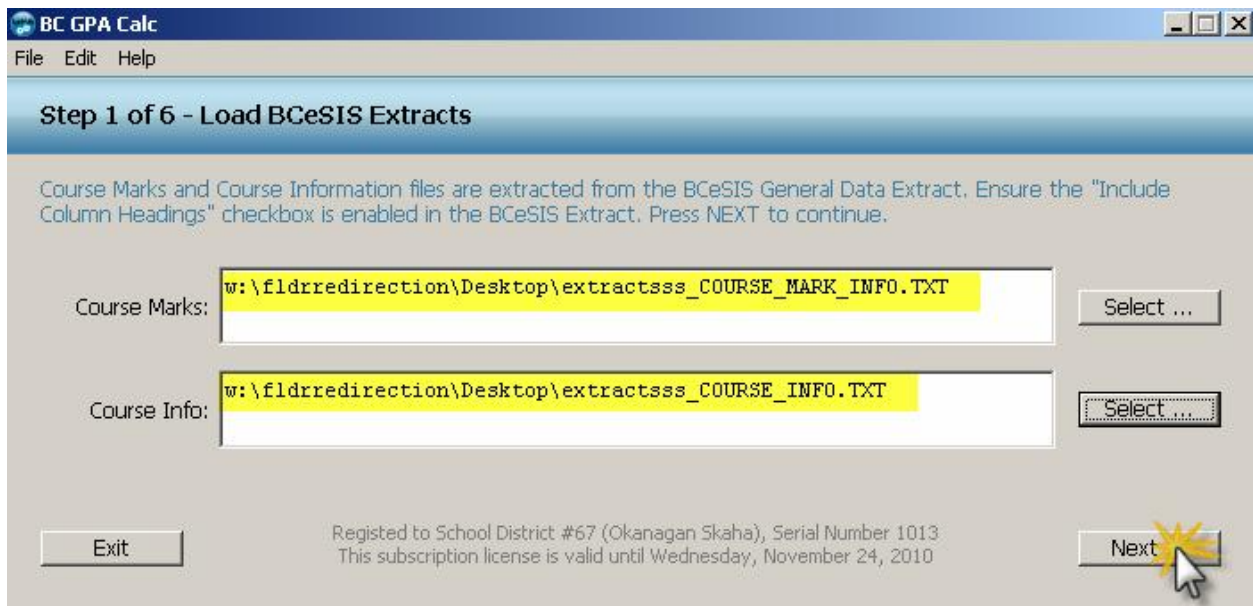 BC GPA Calc
File Edit Help
Step 1 of 6 - Load BCeSIS Extracts
Course Marks and Course Information files are extracted from the BCeSIS General Data Extract. Ensure the "Include
Column Headings" checkbox is enabled in the BCeSIS Extract. Press NEXT to continue.
Course Marks:
w:\fldrredirection\Desktop\extractsss_COURSE_MARK_INFO.TXT
Select ...
Course Info:
w:\fldrredirection\Desktop\extractsss_COURSE_INFO.TXT
Select ...
Exit
Registed to School District #67 (Okanagan Skaha), Serial Number 1013
This subscription license is valid until Wednesday, November 24, 2010
Next